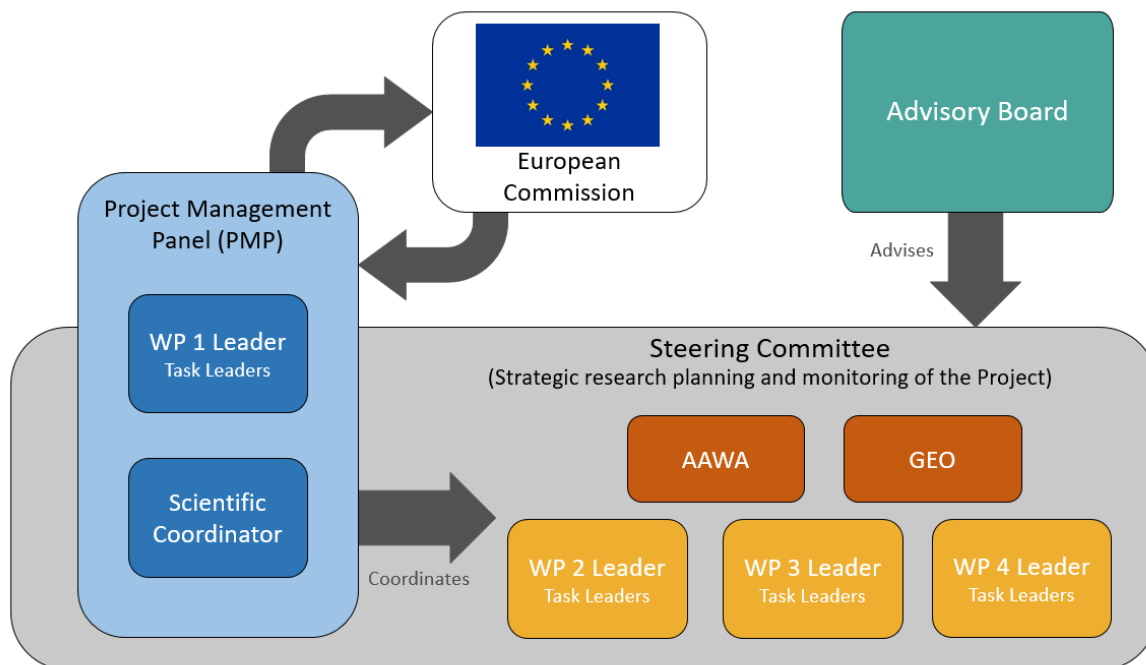 European
Commission
Advisory Board
Project Management
Panel (PMP)
Advises
WP 1 Leader
Task Leaders
Steering Committee
(Strategic research planning and monitoring of the Project)
AAWA
GEO
Scientific
Coordinator
Coordinates
WP 2 Leader
Task Leaders
WP 3 Leader
Task Leaders
WP 4 Leader
Task Leaders